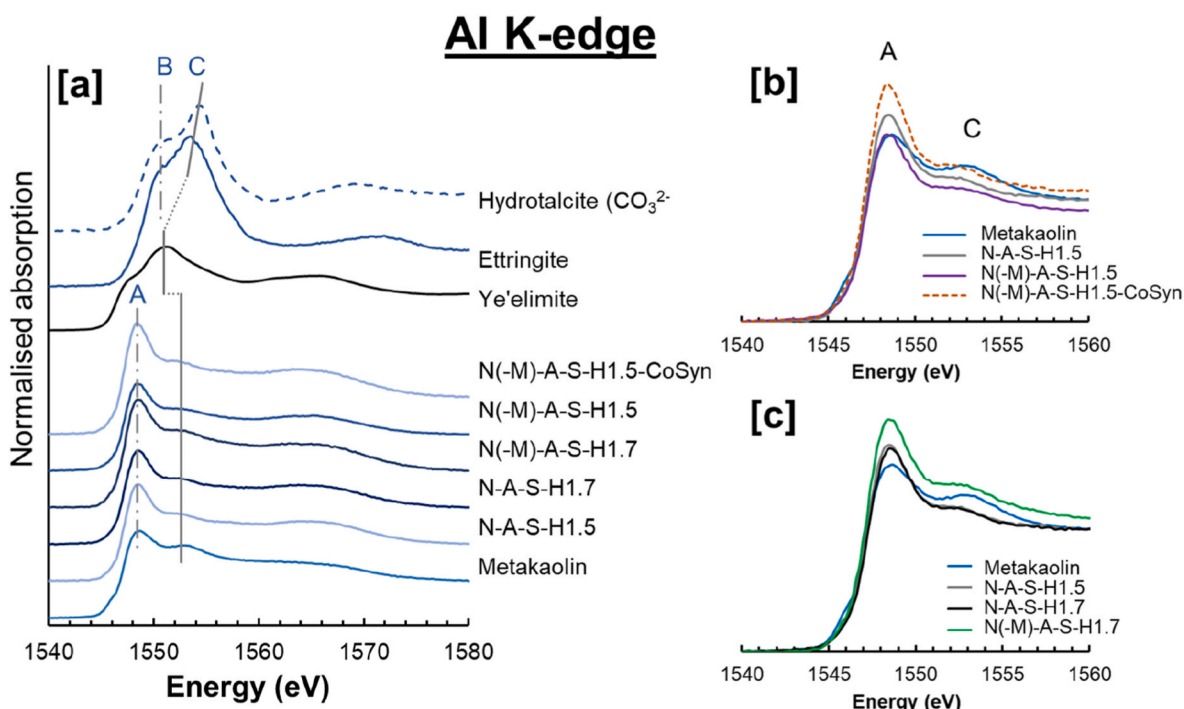 Al K-edge
[a]
B C
A
Hydrotalcite (CO₃²⁻
Ettringite
Ye'elimite
N(-M)-A-S-H1.5-CoSyn
N(-M)-A-S-H1.5
N(-M)-A-S-H1.7
N-A-S-H1.7
N-A-S-H1.5
Metakaolin
Normalised absorption
1540 1550 1560 1570 1580
Energy (eV)
[b]
A
C
Metakaolin
N-A-S-H1.5
N(-M)-A-S-H1.5
N(-M)-A-S-H1.5-CoSyn
1540 1545 1550 1555 1560
Energy (eV)
[c]
Metakaolin
N-A-S-H1.5
N-A-S-H1.7
N(-M)-A-S-H1.7
1540 1545 1550 1555 1560
Energy (eV)